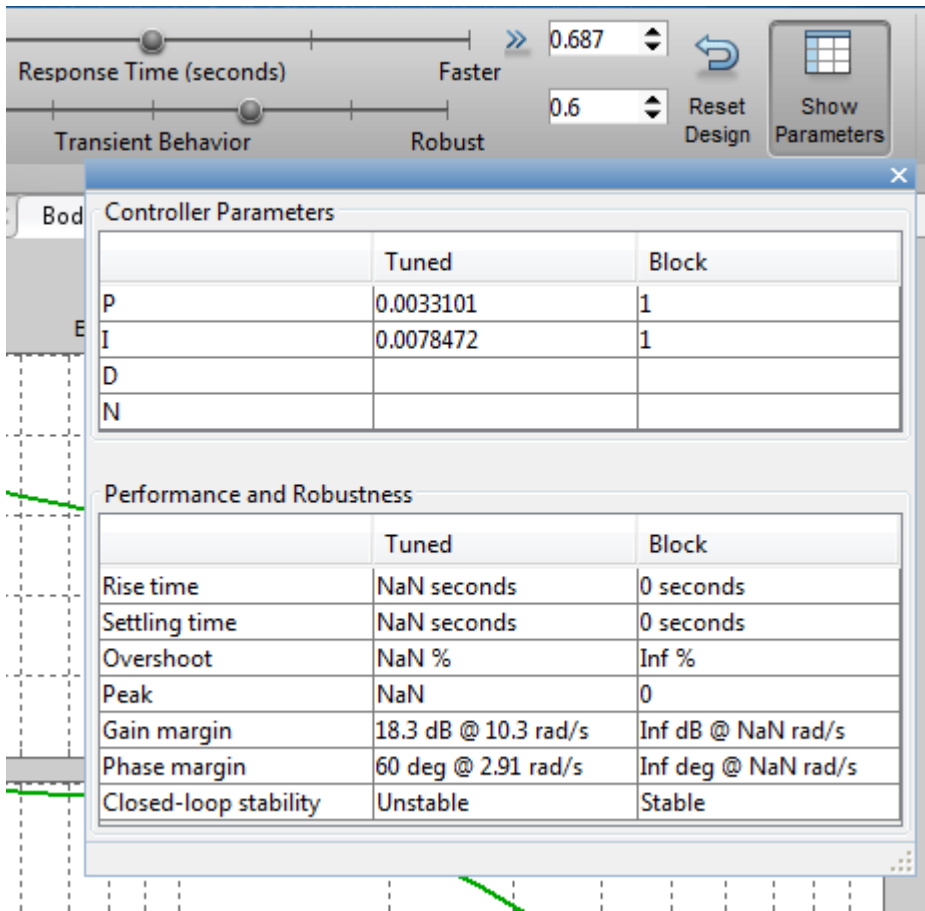 0.687
Response Time (seconds) Faster
0.6
Transient Behavior Robust
Reset Design
Show Parameters
Bod
Controller Parameters
Tuned Block
P 0.0033101 1
I 0.0078472 1
D
N
Performance and Robustness
Tuned Block
Rise time NaN seconds 0 seconds
Settling time NaN seconds 0 seconds
Overshoot NaN % Inf %
Peak NaN 0
Gain margin 18.3 dB @ 10.3 rad/s Inf dB @ NaN rad/s
Phase margin 60 deg @ 2.91 rad/s Inf deg @ NaN rad/s
Closed-loop stability Unstable Stable